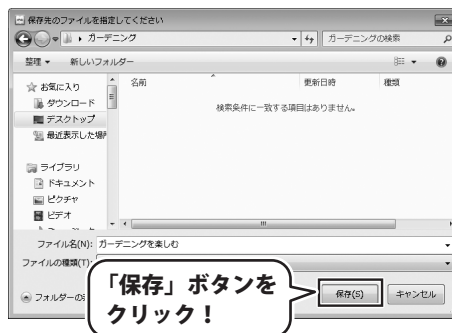 保存先のファイルを指定してください
ガーデニング
ガーデニングの検索
整理 新しいフォルダー
お気に入り
ダウンロード
デスクトップ
最近表示した場所
ライブラリ
ドキュメント
ピクチャ
ビデオ
名前 更新日時 種類
検索条件に一致する項目はありません。
ファイル名(N): ガーデニングを楽しむ
ファイルの種類(T):
フォルダーの
保存(S) キャンセル
「保存」ボタンを
クリック！